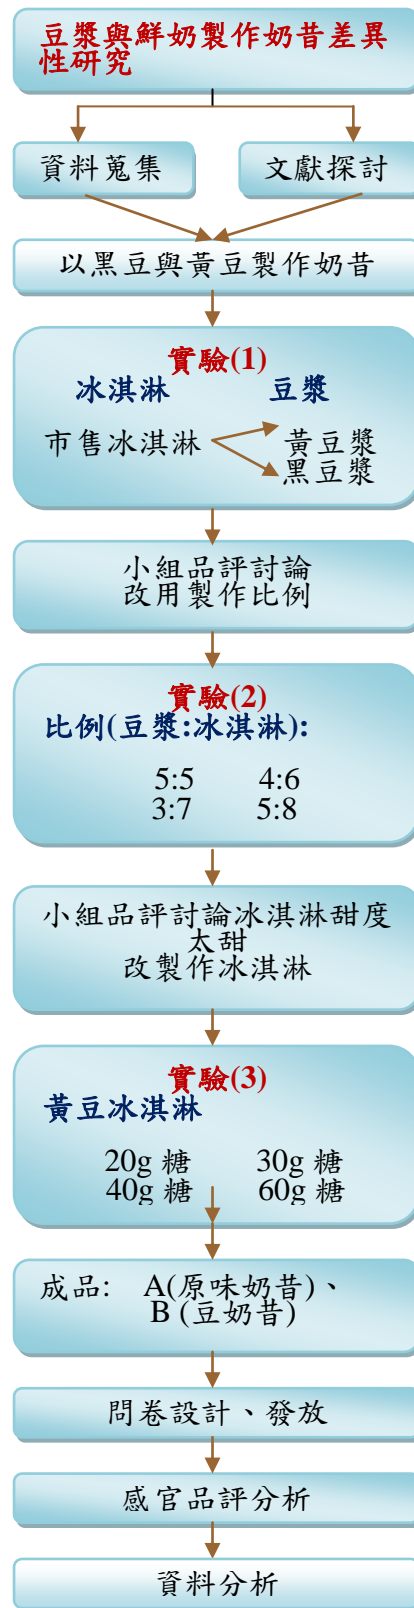 豆漿與鮮奶製作奶昔差異
性研究
資料蒐集 文獻探討
以黑豆與黃豆製作奶昔
實驗(1)
冰淇淋 豆漿
市售冰淇淋 黃豆漿
黑豆漿
小組品評討論
改用製作比例
實驗(2)
比例(豆漿:冰淇淋):
5:5 4:6
3:7 5:8
小組品評討論冰淇淋甜度
太甜
改製作冰淇淋
實驗(3)
黃豆冰淇淋
20g 糖 30g 糖
40g 糖 60g 糖
成品: A(原味奶昔)、
B (豆奶昔)
問卷設計、發放
感官品評分析
資料分析